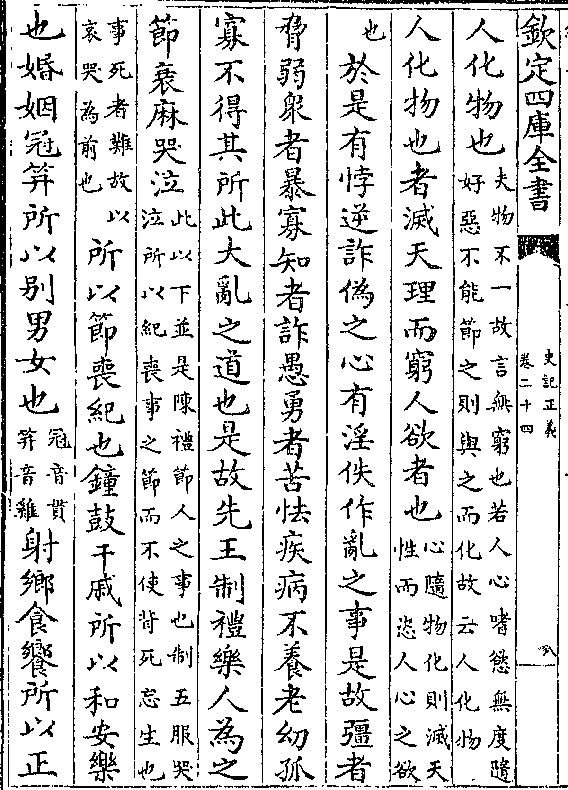 欽定四庫全書
史記正義
卷二十四
八
人化物也夫物不一故言無窮也若人心嗜慾無度隨好惡不能節之則與之而化故云人化物
人化物也者滅天理而窮人欲者也心隨物化則滅天性而恣人心之欲
也於是有悖逆詐偽之心有淫佚作亂之事是故彊者
脅弱衆者暴寡知者詐愚勇者苦怯疾病不養老幼孤
寡不得其所此大亂之道也是故先王制禮樂人為之
節衰麻哭泣此以下並是陳禮節人之事也制五服哭泣所以紀喪事之節而不使背死忘生也
事死者難故以哀哭為前也所以節喪紀也鐘鼓干戚所以和安樂
也婚姻冠筓所以别男女也冠音貫筓音雞射鄉食饗所以正